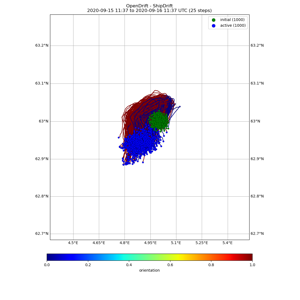 OpenDrift - ShipDrift
2020-09-15 11:37 to 2020-09-16 11:37 UTC (25 steps)
initial (1000)
active (1000)
63.2°N 63.2°N
63.1°N 63.1°N
63°N 63°N
62.9°N 62.9°N
62.8°N 62.8°N
62.7°N 62.7°N
4.5°E 4.65°E 4.8°E 4.95°E 5.1°E 5.25°E 5.4°E
0.0 0.2 0.4 0.6 0.8 1.0
orientation